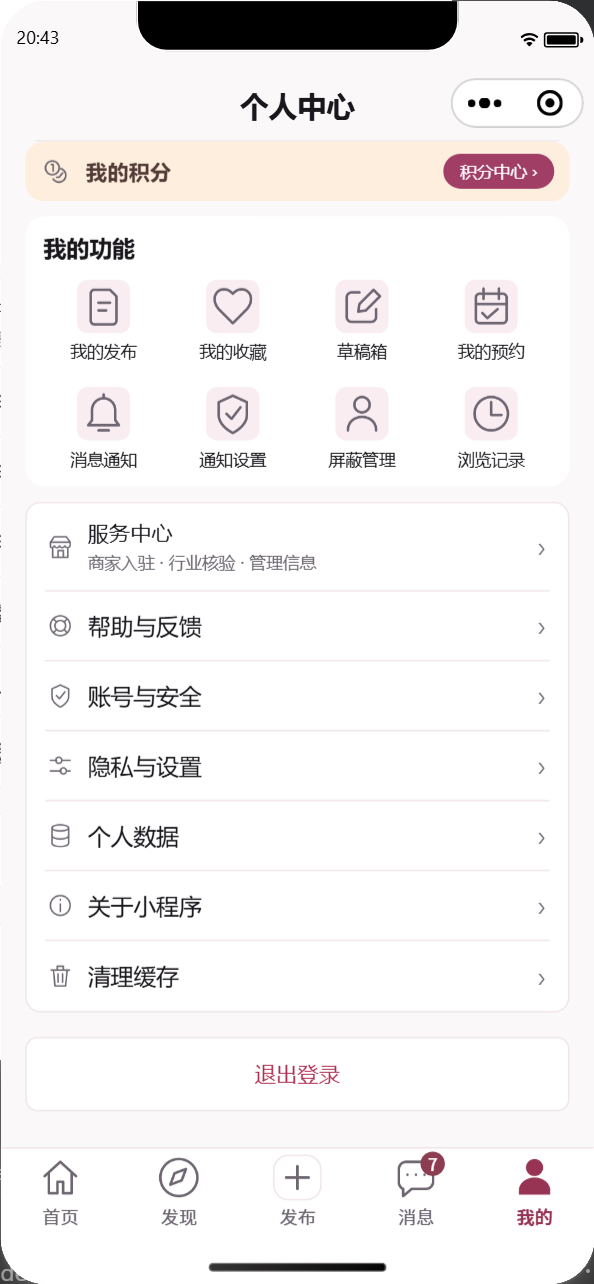 20:43
个人中心
我的积分
积分中心 ›
我的功能
我的发布 我的收藏 草稿箱 我的预约
消息通知 通知设置 屏蔽管理 浏览记录
服务中心
商家入驻 · 行业核验 · 管理信息
帮助与反馈
账号与安全
隐私与设置
个人数据
关于小程序
清理缓存
退出登录
7
首页 发现 发布 消息 我的